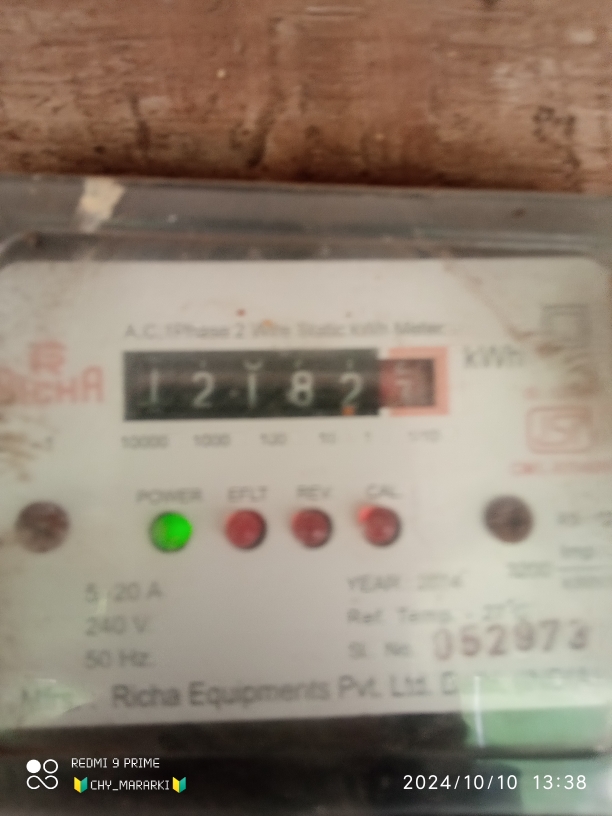 A.C. 1Phase 2 Wire Static kWh Meter
RICHA
1 2 1 8 2
kWh
10000 1000 100 10 1 1/10
POWER EFLT REV CAL
5-20 A
240 V.
50 Hz.
YEAR : 2014
Ref. Temp. - 27°C
Sl. No. 052973
Richa Equipments Pvt. Ltd.
REDMI 9 PRIME
🔰CHY_MARARKI🔰
2024/10/10 13:38